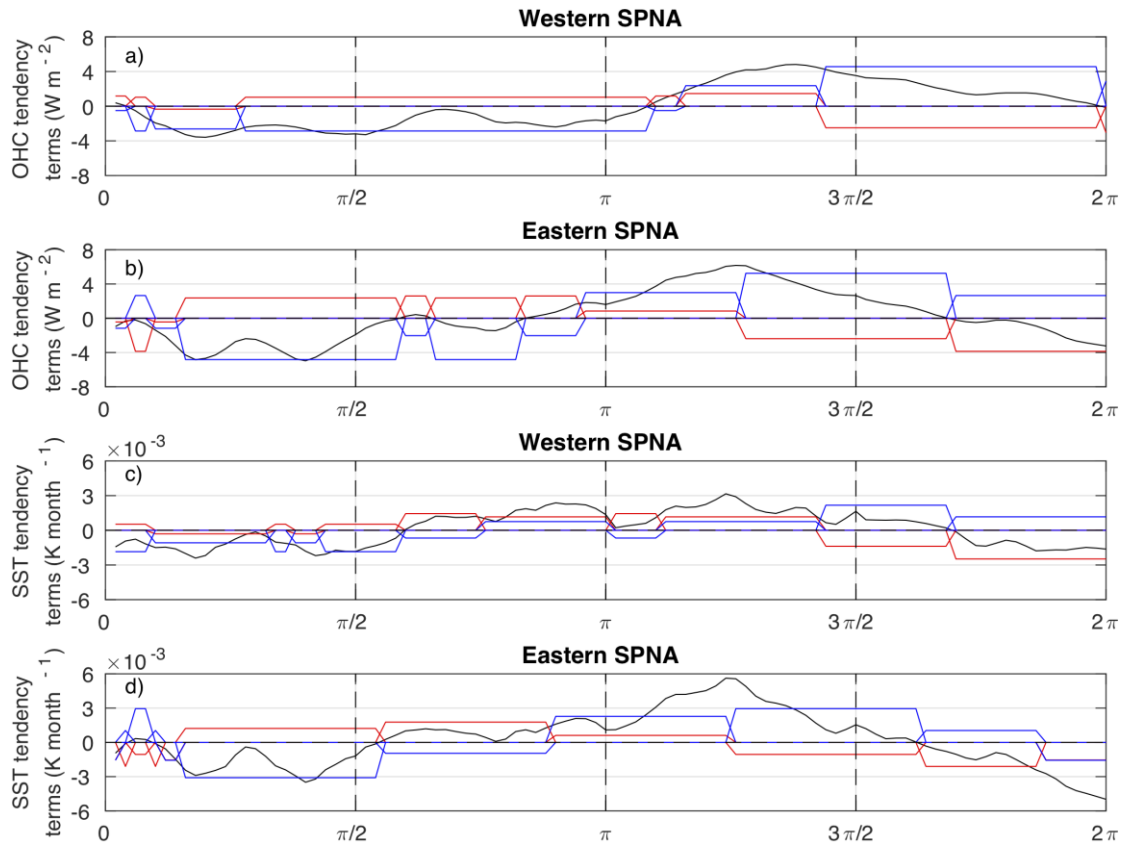 Western SPNA
a)
OHC tendency
terms (W m -2 )
8
4
0
-4
-8
0
π/2
π
3π/2
2π
Eastern SPNA
b)
OHC tendency
terms (W m -2 )
8
4
0
-4
-8
0
π/2
π
3π/2
2π
Western SPNA
×10 -3
c)
SST tendency
terms (K month -1 )
6
3
0
-3
-6
0
π/2
π
3π/2
2π
Eastern SPNA
×10 -3
d)
SST tendency
terms (K month -1 )
6
3
0
-3
-6
0
π/2
π
3π/2
2π